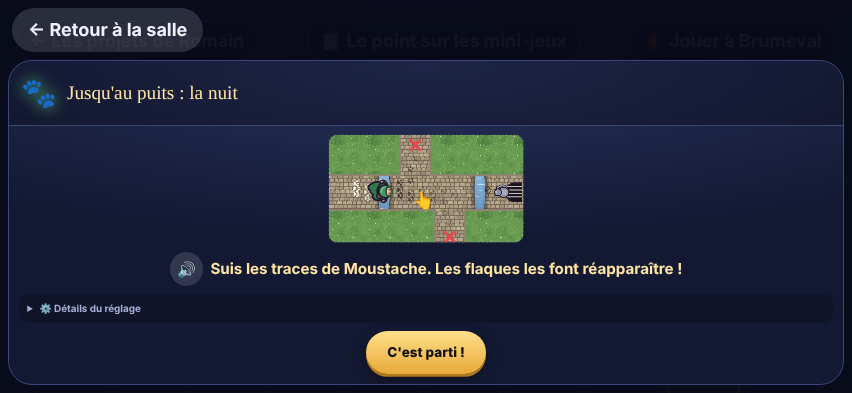 ← Retour à la salle
Les projets de Romain
Le point sur les mini-jeux
Jouer à Brumeval
Jusqu'au puits : la nuit
Suis les traces de Moustache. Les flaques les font réapparaître !
Détails du réglage
C'est parti !